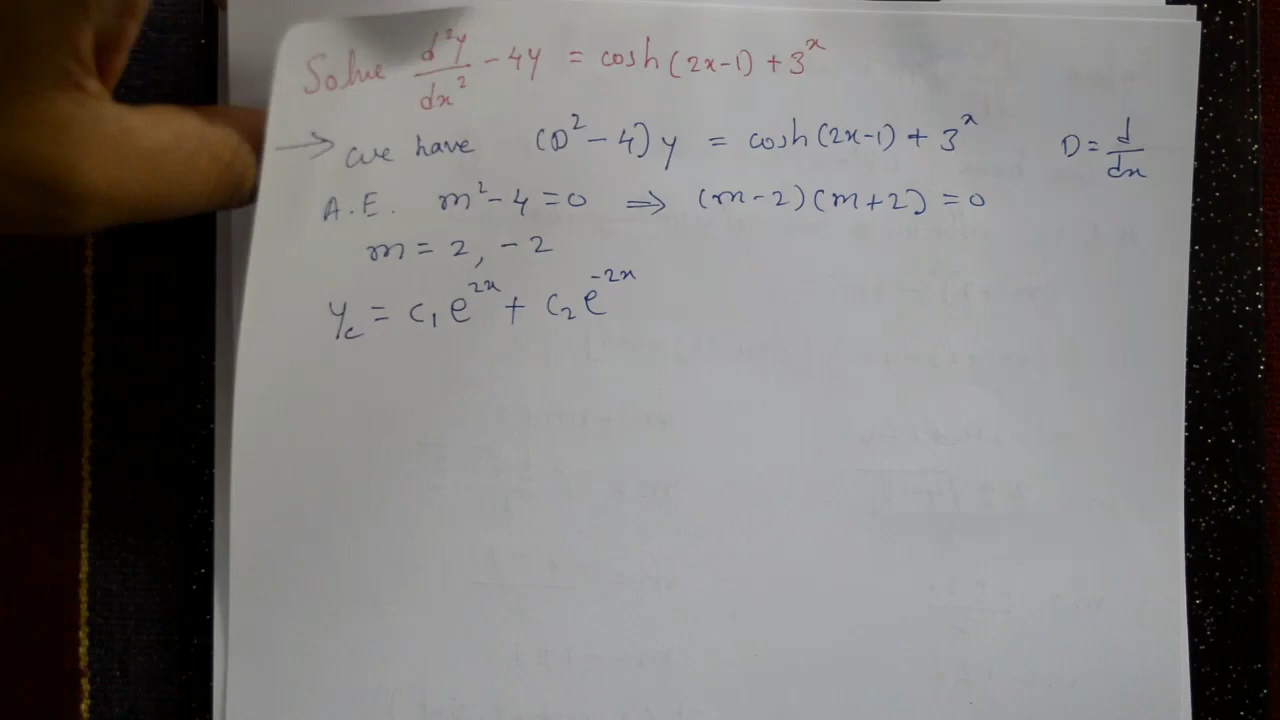 Solve d²y/dx² - 4y = cosh(2x-1) + 3^x
→ we have (D² - 4)y = cosh(2x-1) + 3^x D = d/dx
A.E. m² - 4 = 0 ⇒ (m-2)(m+2) = 0
m = 2, -2
y_c = c₁e^{2x} + c₂e^{-2x}